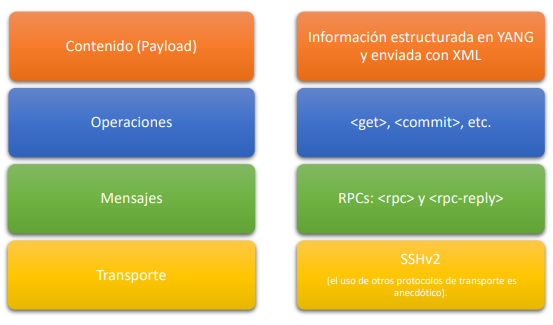 Contenido (Payload)
Información estructurada en YANG
y enviada con XML
Operaciones
<get>, <commit>, etc.
Mensajes
RPCs: <rpc> y <rpc-reply>
Transporte
SSHv2
(el uso de otros protocolos de transporte es
anecdótico).